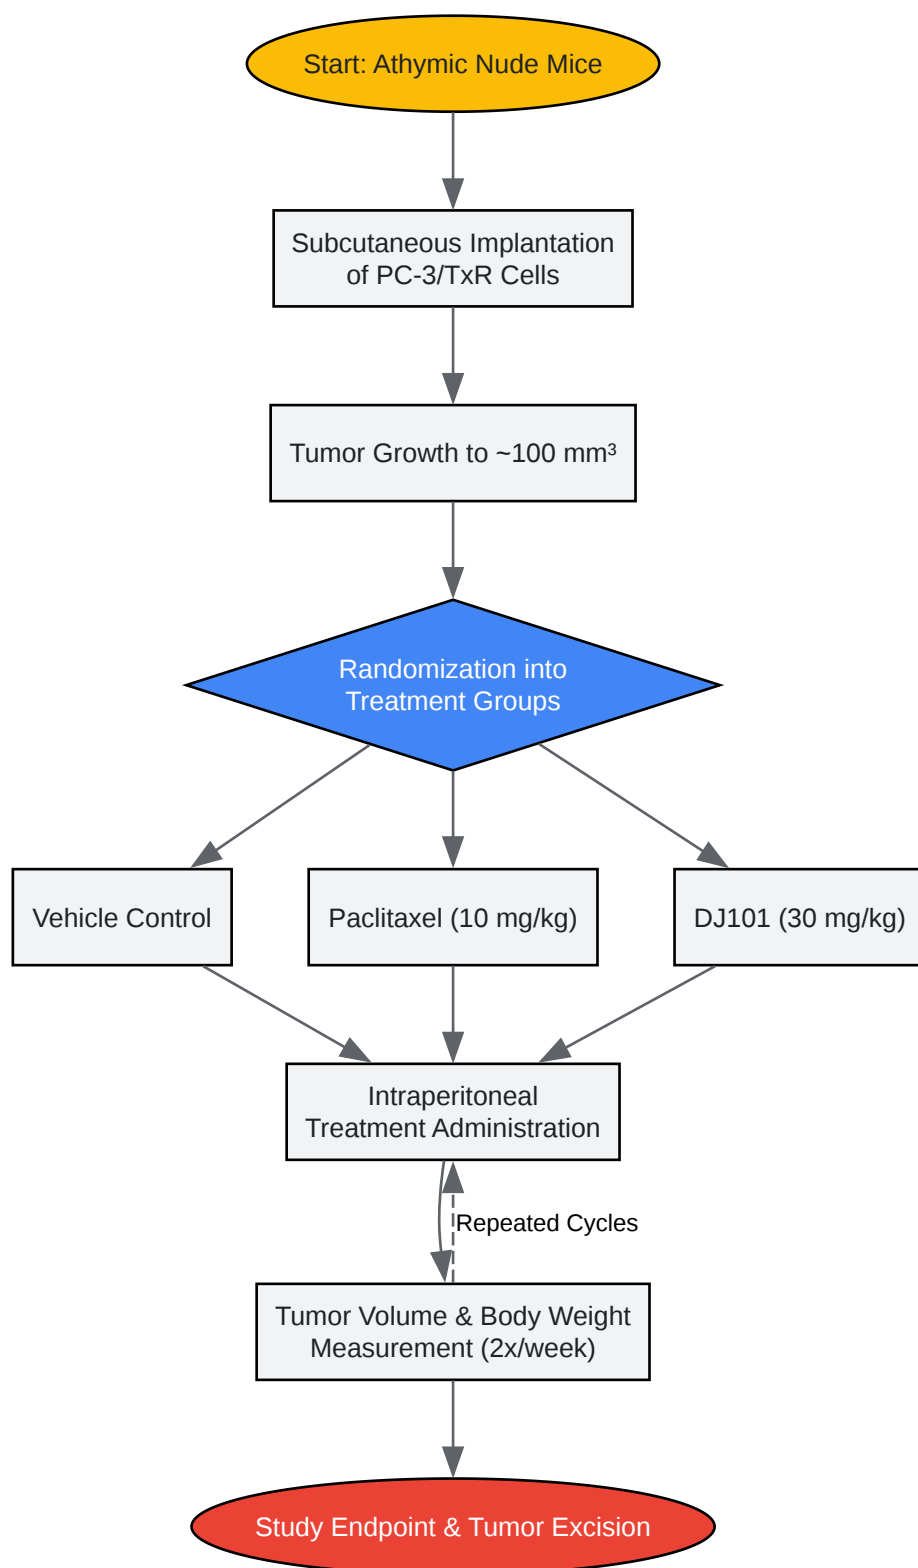 Start: Athymic Nude Mice
Subcutaneous Implantation
of PC-3/TxR Cells
Tumor Growth to ~100 mm³
Randomization into
Treatment Groups
Vehicle Control
Paclitaxel (10 mg/kg)
DJ101 (30 mg/kg)
Intraperitoneal
Treatment Administration
Repeated Cycles
Tumor Volume & Body Weight
Measurement (2x/week)
Study Endpoint & Tumor Excision